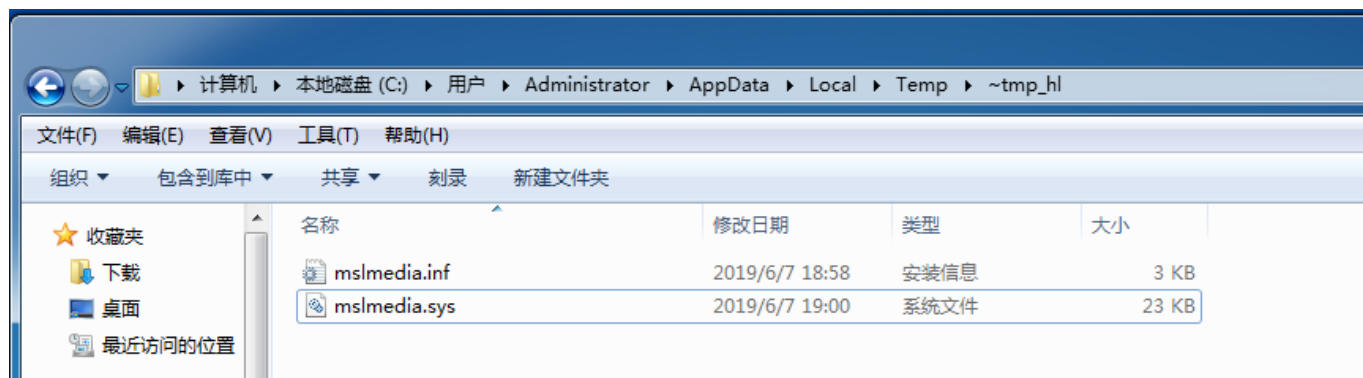 计算机 本地磁盘 (C:) 用户 Administrator AppData Local Temp ~tmp_hl
文件(F) 编辑(E) 查看(V) 工具(T) 帮助(H)
组织 包含到库中 共享 刻录 新建文件夹
收藏夹
下载
桌面
最近访问的位置
名称 修改日期 类型 大小
mslmedia.inf 2019/6/7 18:58 安装信息 3 KB
mslmedia.sys 2019/6/7 19:00 系统文件 23 KB